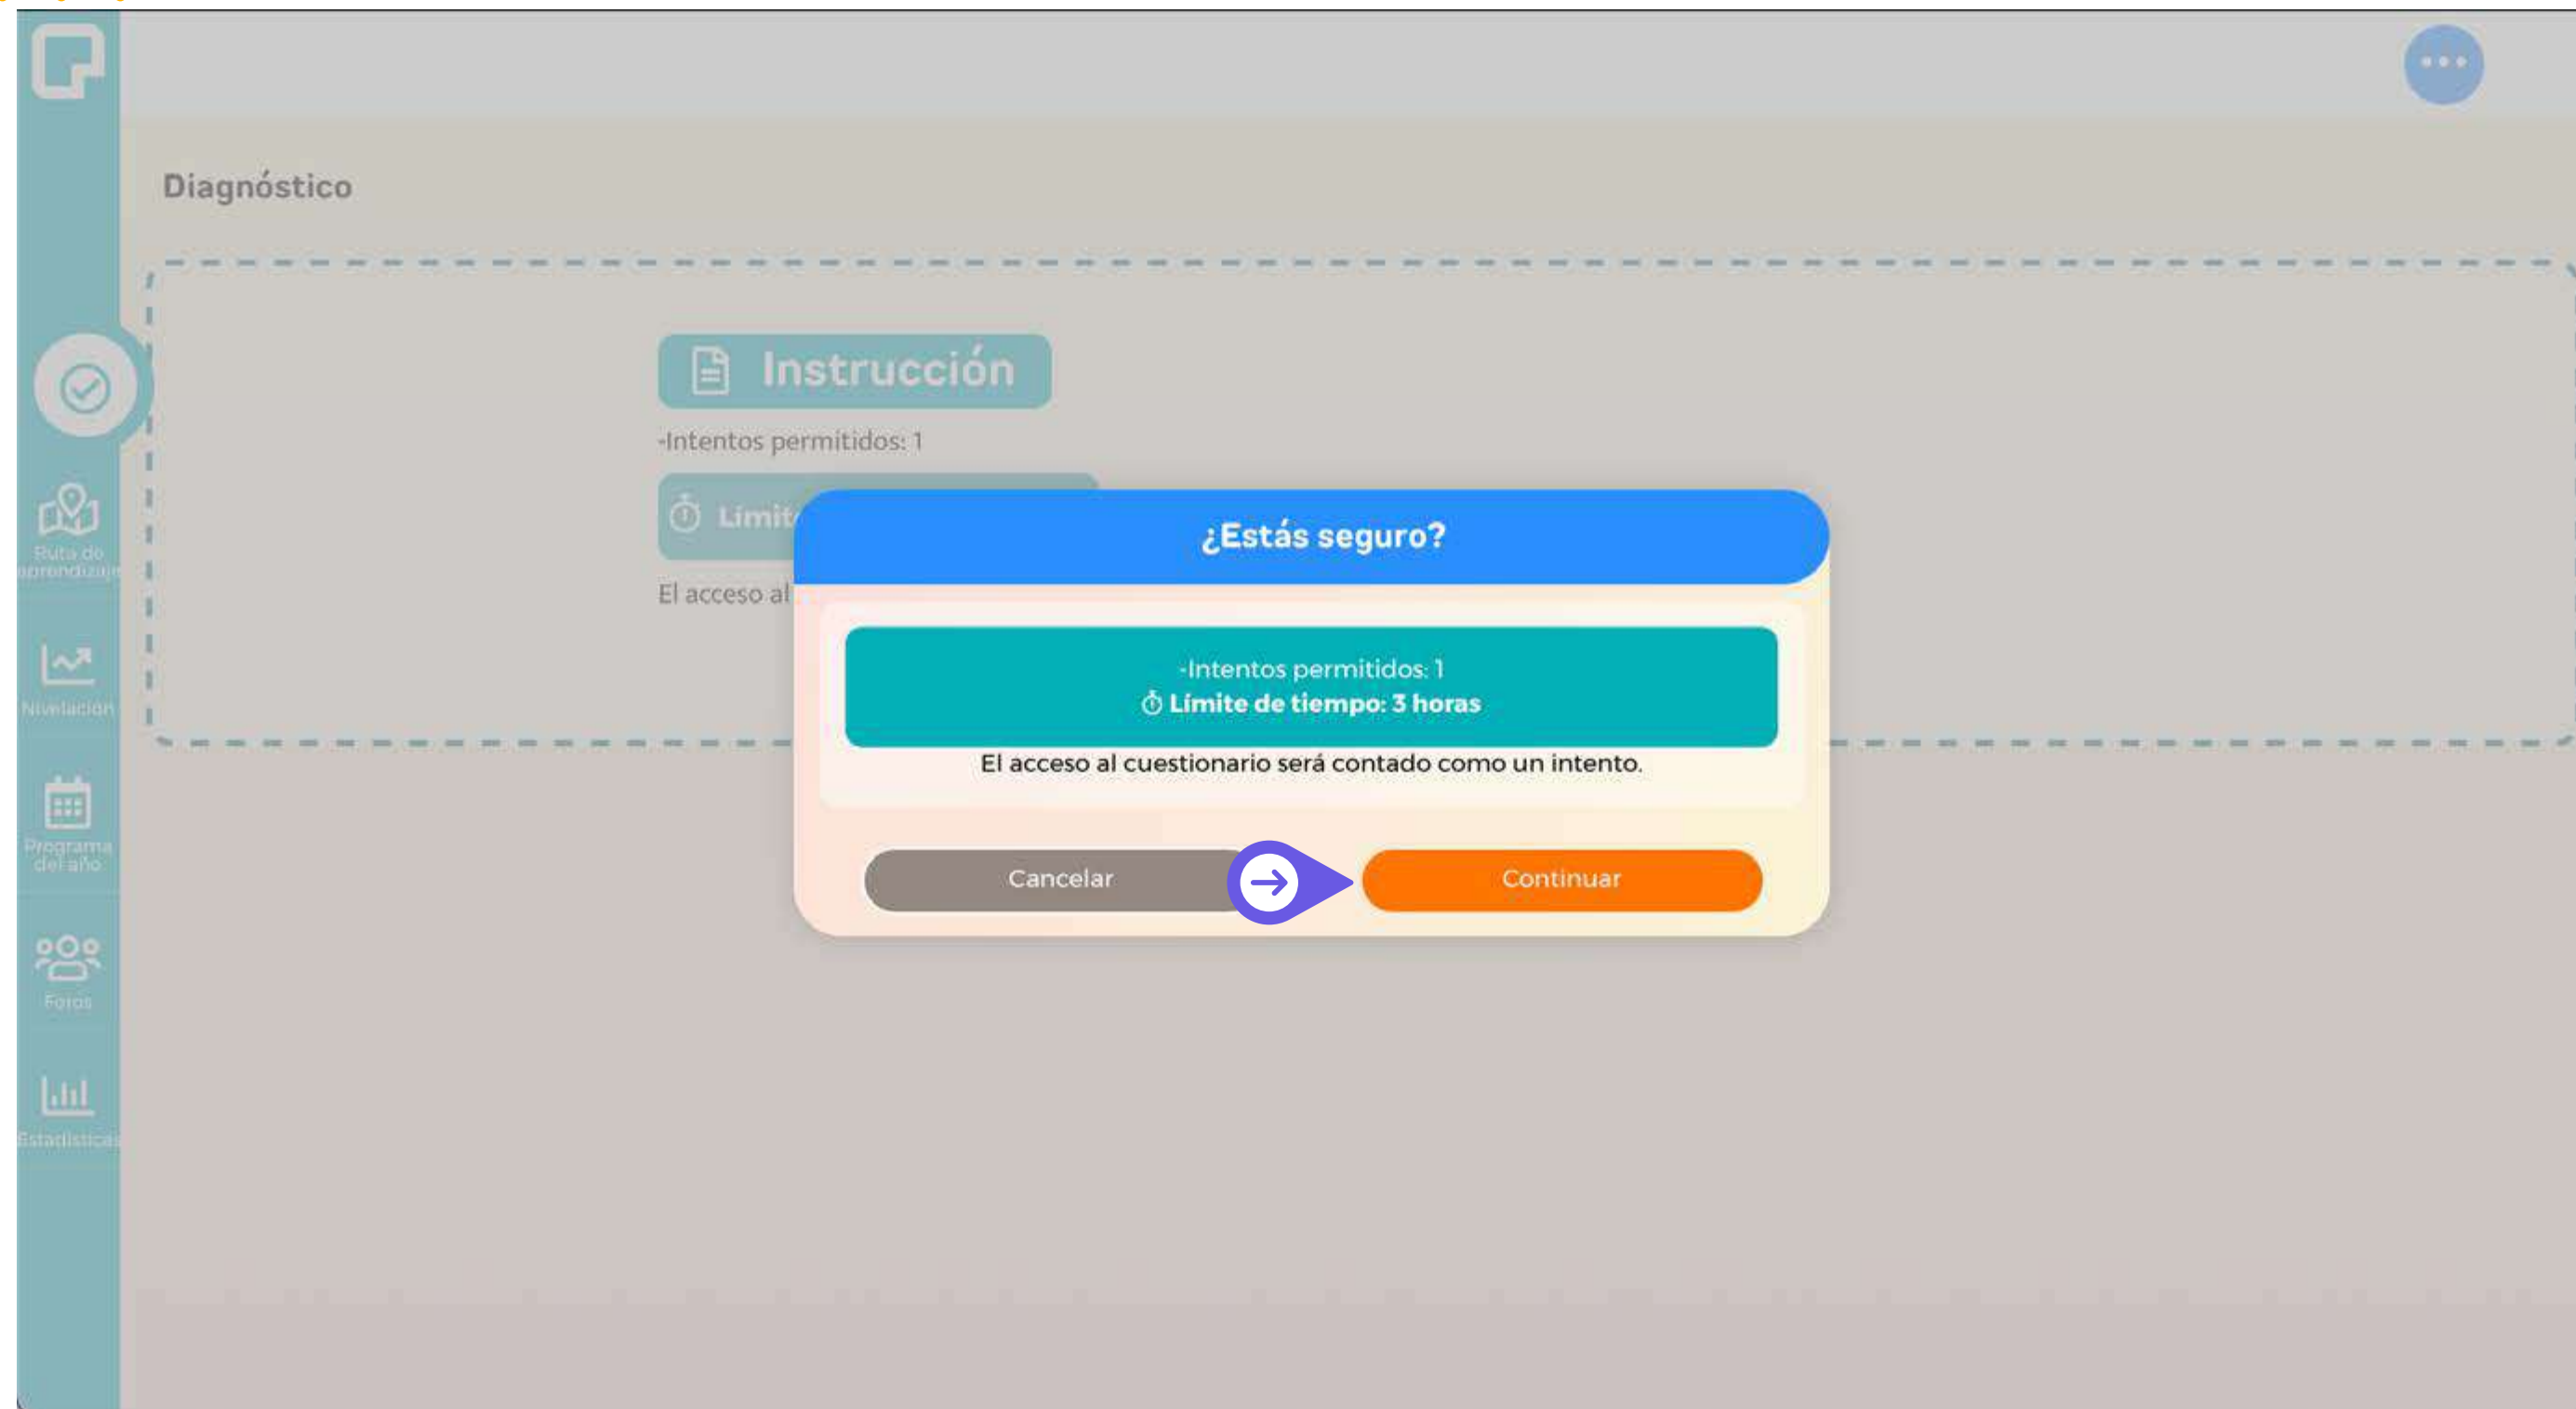 Diagnóstico
Instrucción
-Intentos permitidos: 1
Límit
El acceso al
¿Estás seguro?
-Intentos permitidos: 1
Límite de tiempo: 3 horas
El acceso al cuestionario será contado como un intento.
Cancelar
Continuar
Ruta de
aprendizaje
Nivelación
Programa
del año
Foros
Estadísticas